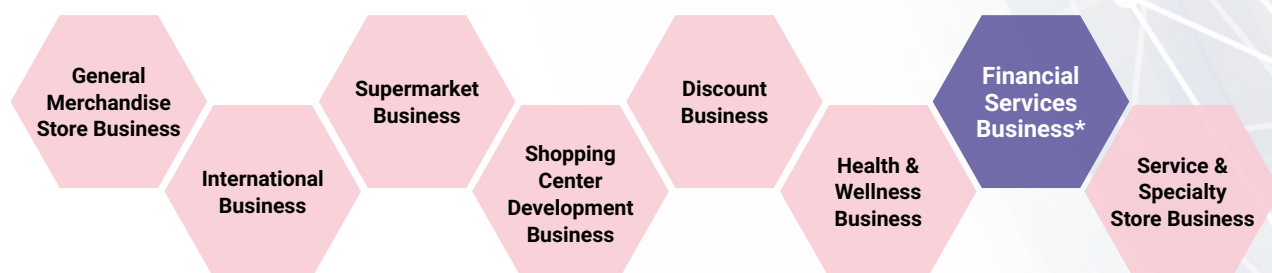 General
Merchandise
Store Business
International
Business
Supermarket
Business
Shopping
Center
Development
Business
Discount
Business
Health &
Wellness
Business
Financial
Services
Business*
Service &
Specialty
Store Business